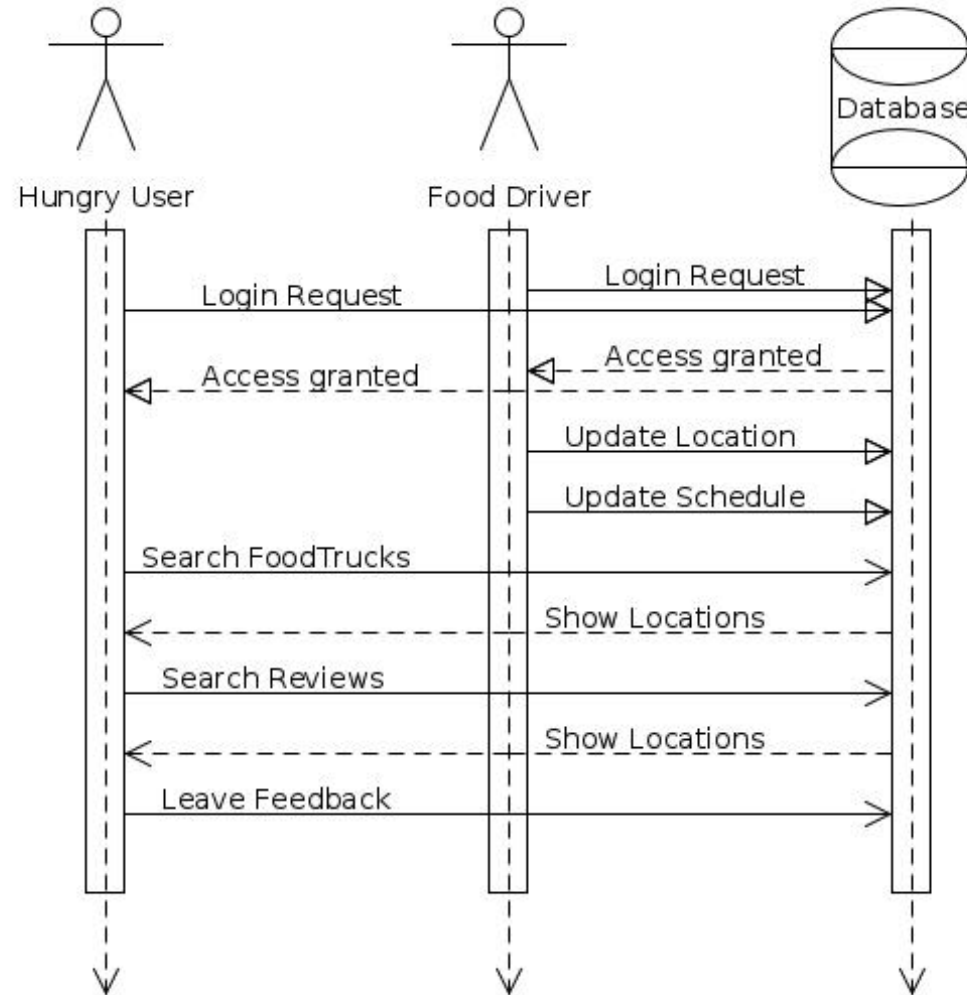 Database
Hungry User
Food Driver
Login Request
Login Request
Access granted
Access granted
Update Location
Update Schedule
Search FoodTrucks
Show Locations
Search Reviews
Show Locations
Leave Feedback